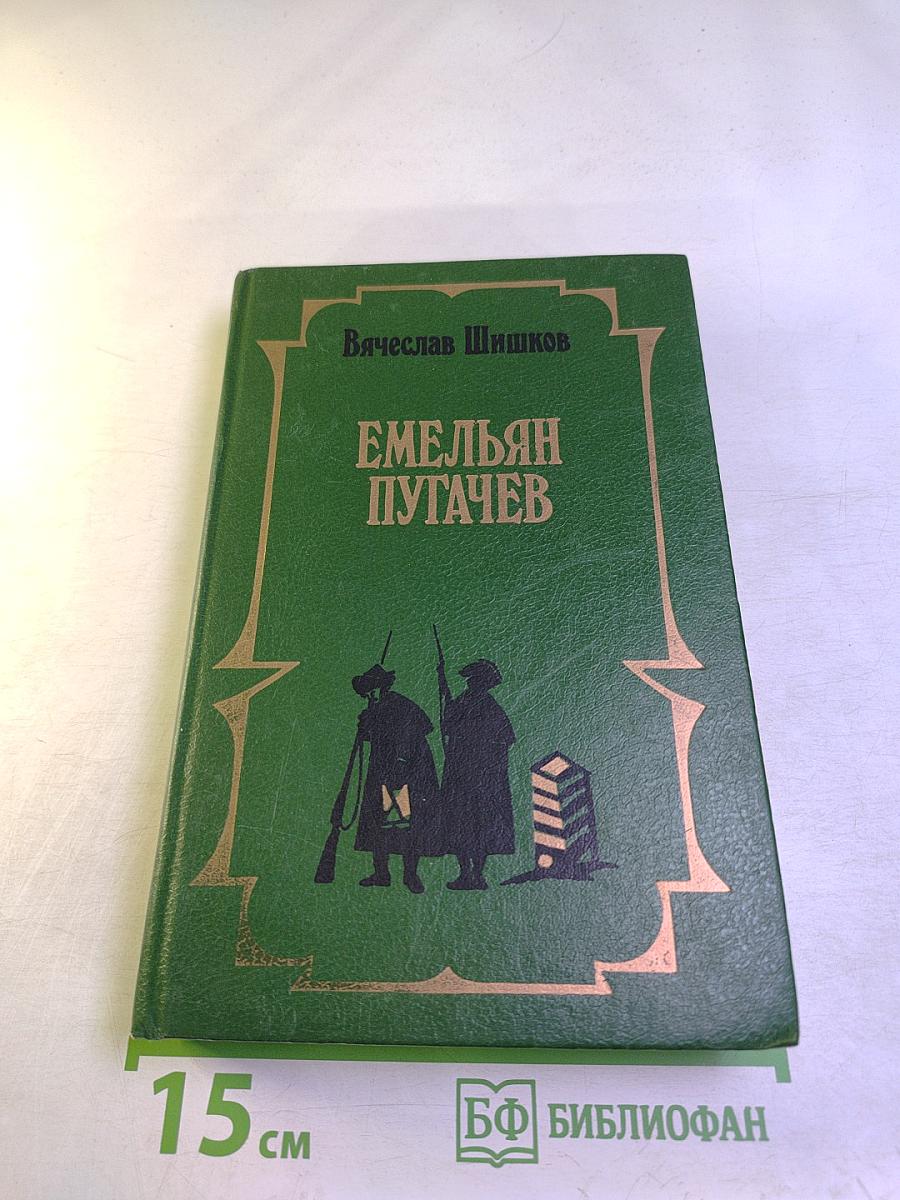 Вячеслав Шишков
ЕМЕЛЬЯН
ПУГАЧЕВ
15 см
БФ БИБЛИОФАН